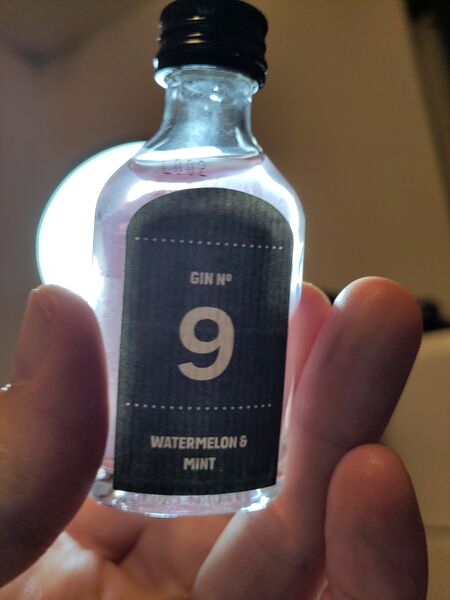 GIN Nº
9
WATERMELON &
MINT